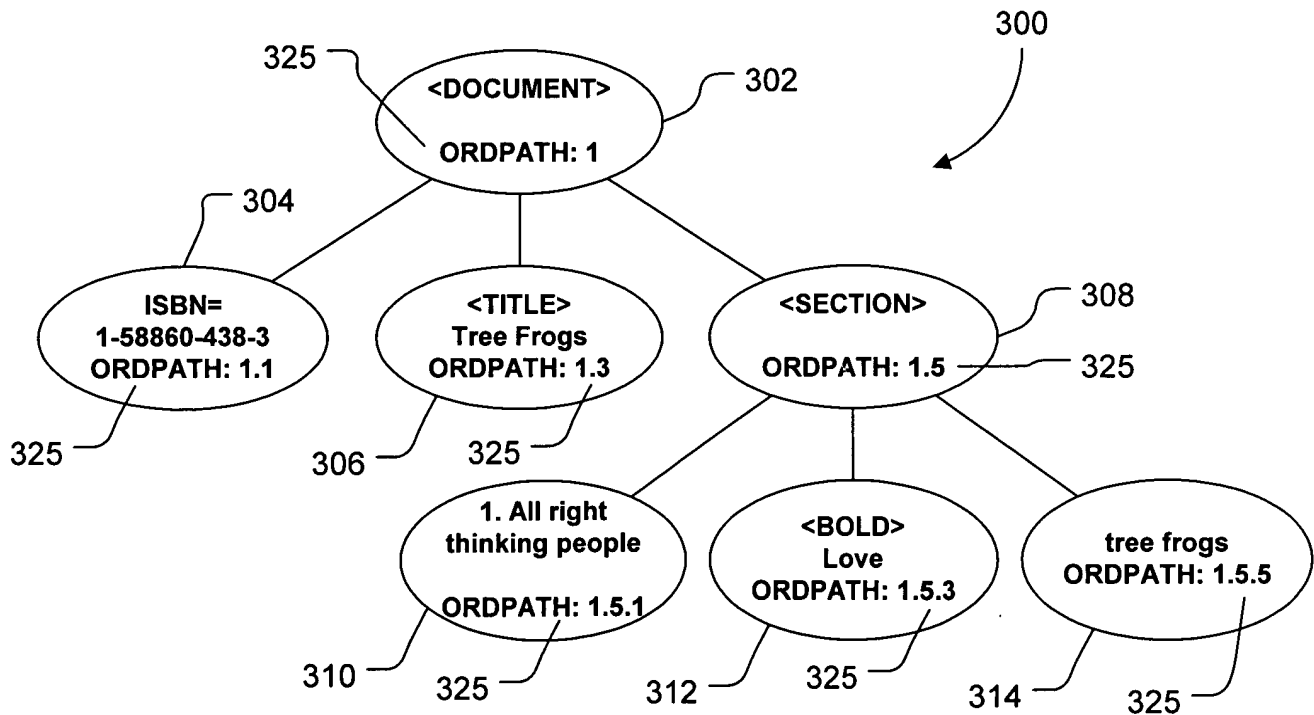 300
325
<DOCUMENT>
302
ORDPATH: 1
304
ISBN=
1-58860-438-3
ORDPATH: 1.1
325
<TITLE>
Tree Frogs
ORDPATH: 1.3
306
325
<SECTION>
308
ORDPATH: 1.5
325
1. All right
thinking people
ORDPATH: 1.5.1
310
325
<BOLD>
Love
ORDPATH: 1.5.3
312
325
tree frogs
ORDPATH: 1.5.5
314
325